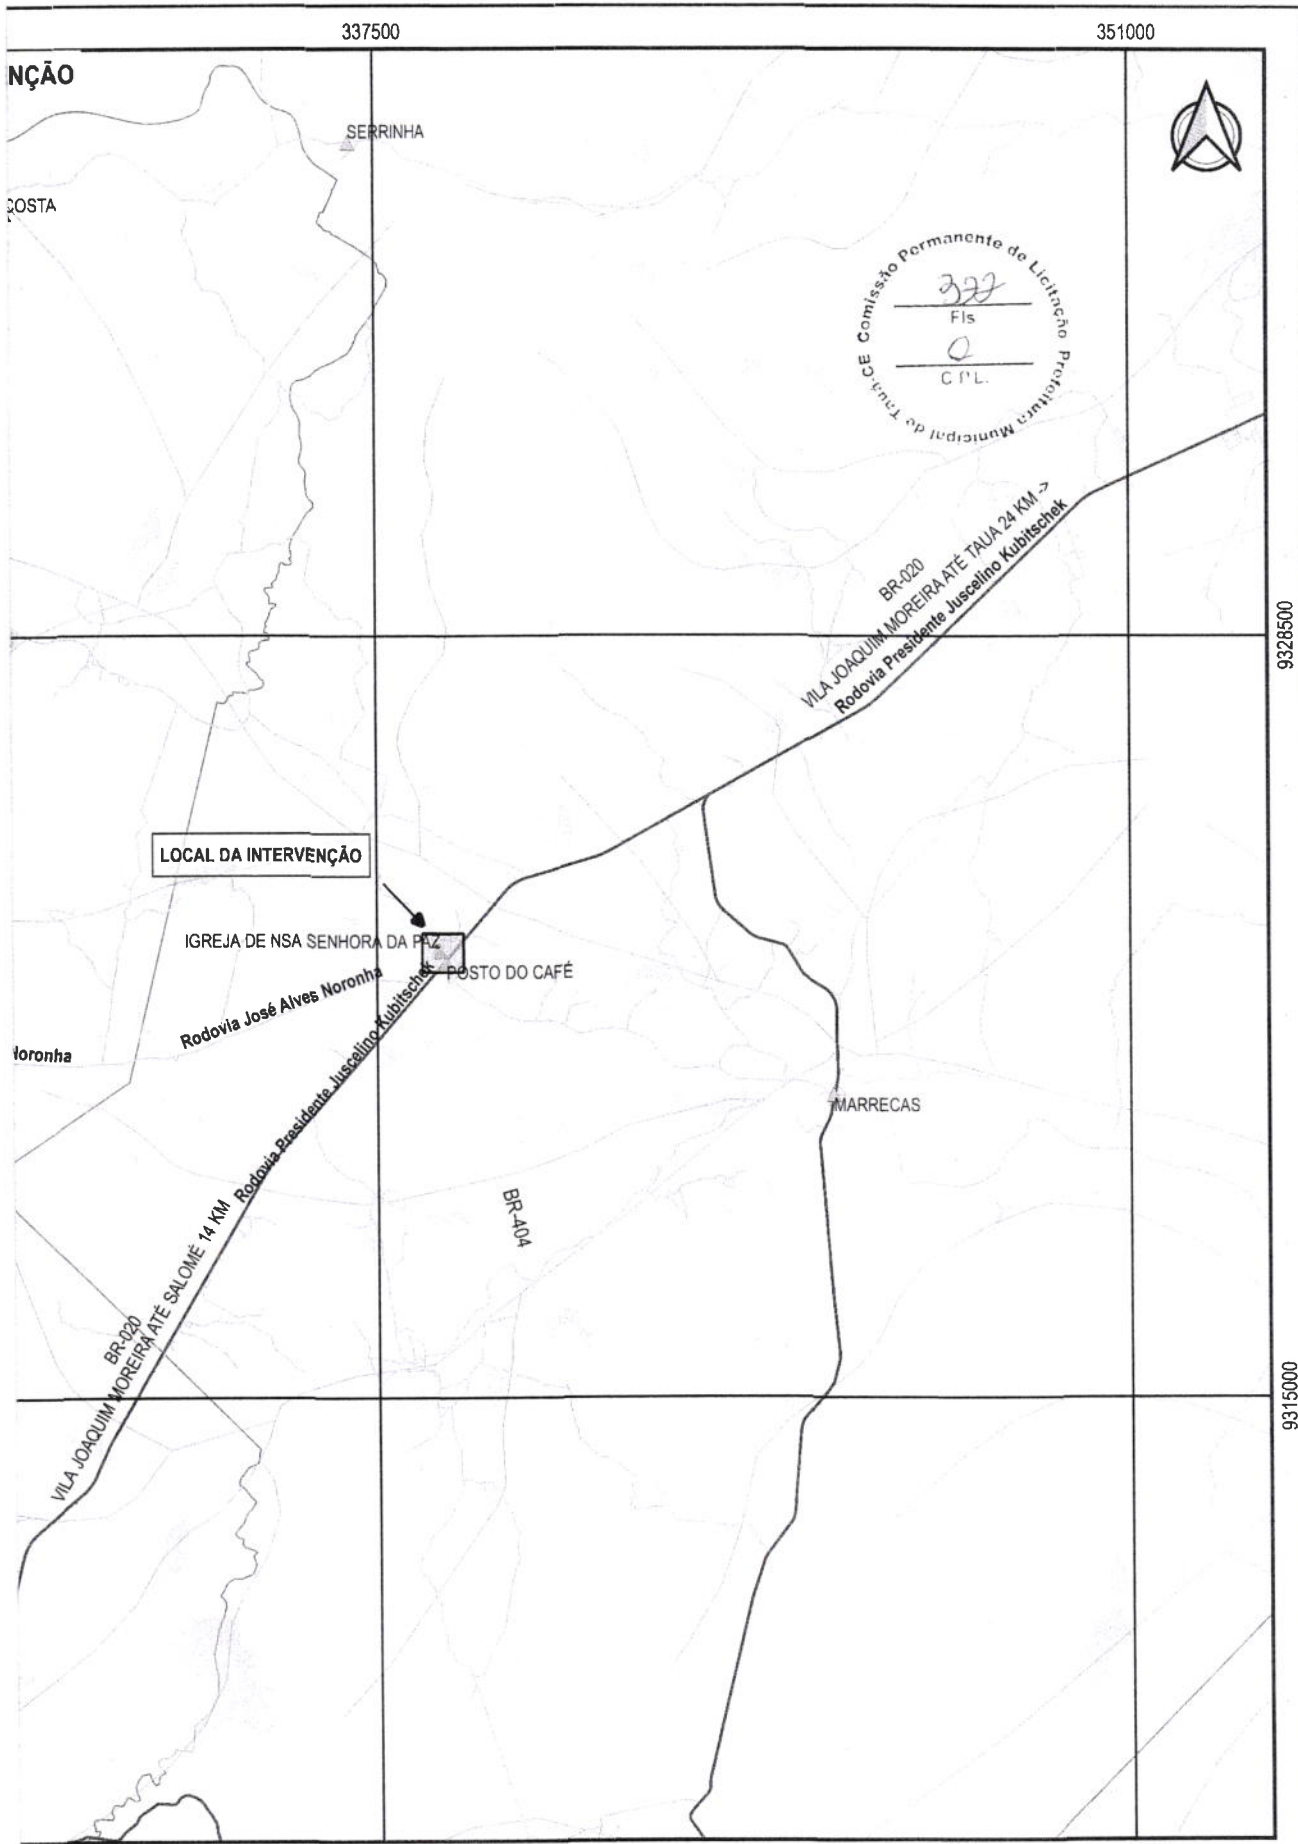 337500
351000
NÇÃO
SERRINHA
COSTA
Comissão Permanente de Licitação Prefeitura Municipal de Tauá-CE
Fls
C P L.
BR-020
VILA JOAQUIM MOREIRA ATÉ TAUA 24 KM ->
Rodovia Presidente Juscelino Kubitschek
9328500
LOCAL DA INTERVENÇÃO
IGREJA DE NSA SENHORA DA PAZ
POSTO DO CAFÉ
Rodovia José Alves Noronha
Noronha
MARRECAS
Rodovia Presidente Juscelino Kubitschek
BR-404
BR-020
VILA JOAQUIM MOREIRA ATÉ SALOMÉ 14 KM
9315000